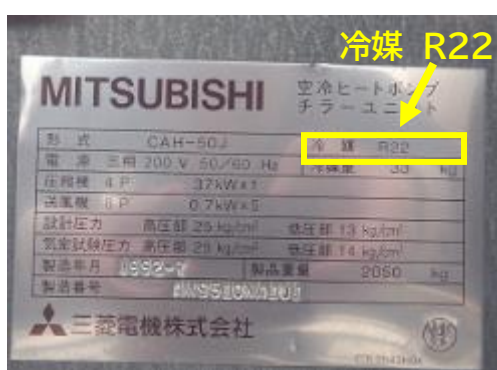 冷媒 R22
MITSUBISHI
空冷ヒートポンプ
チラーユニット
形式 CAH-50J 冷媒 R22
電源 三相 200 V 50/60 Hz 冷媒量 33 kg
圧縮機 4 P 37kW×1
送風機 6 P 0.7kW×5
設計圧力 高圧部 28 kg/cm² 低圧部 13 kg/cm²
気密試験圧力 高圧部 28 kg/cm² 低圧部 14 kg/cm²
製造年月 1992-7 製品重量 2050 kg
製造番号
三菱電機株式会社